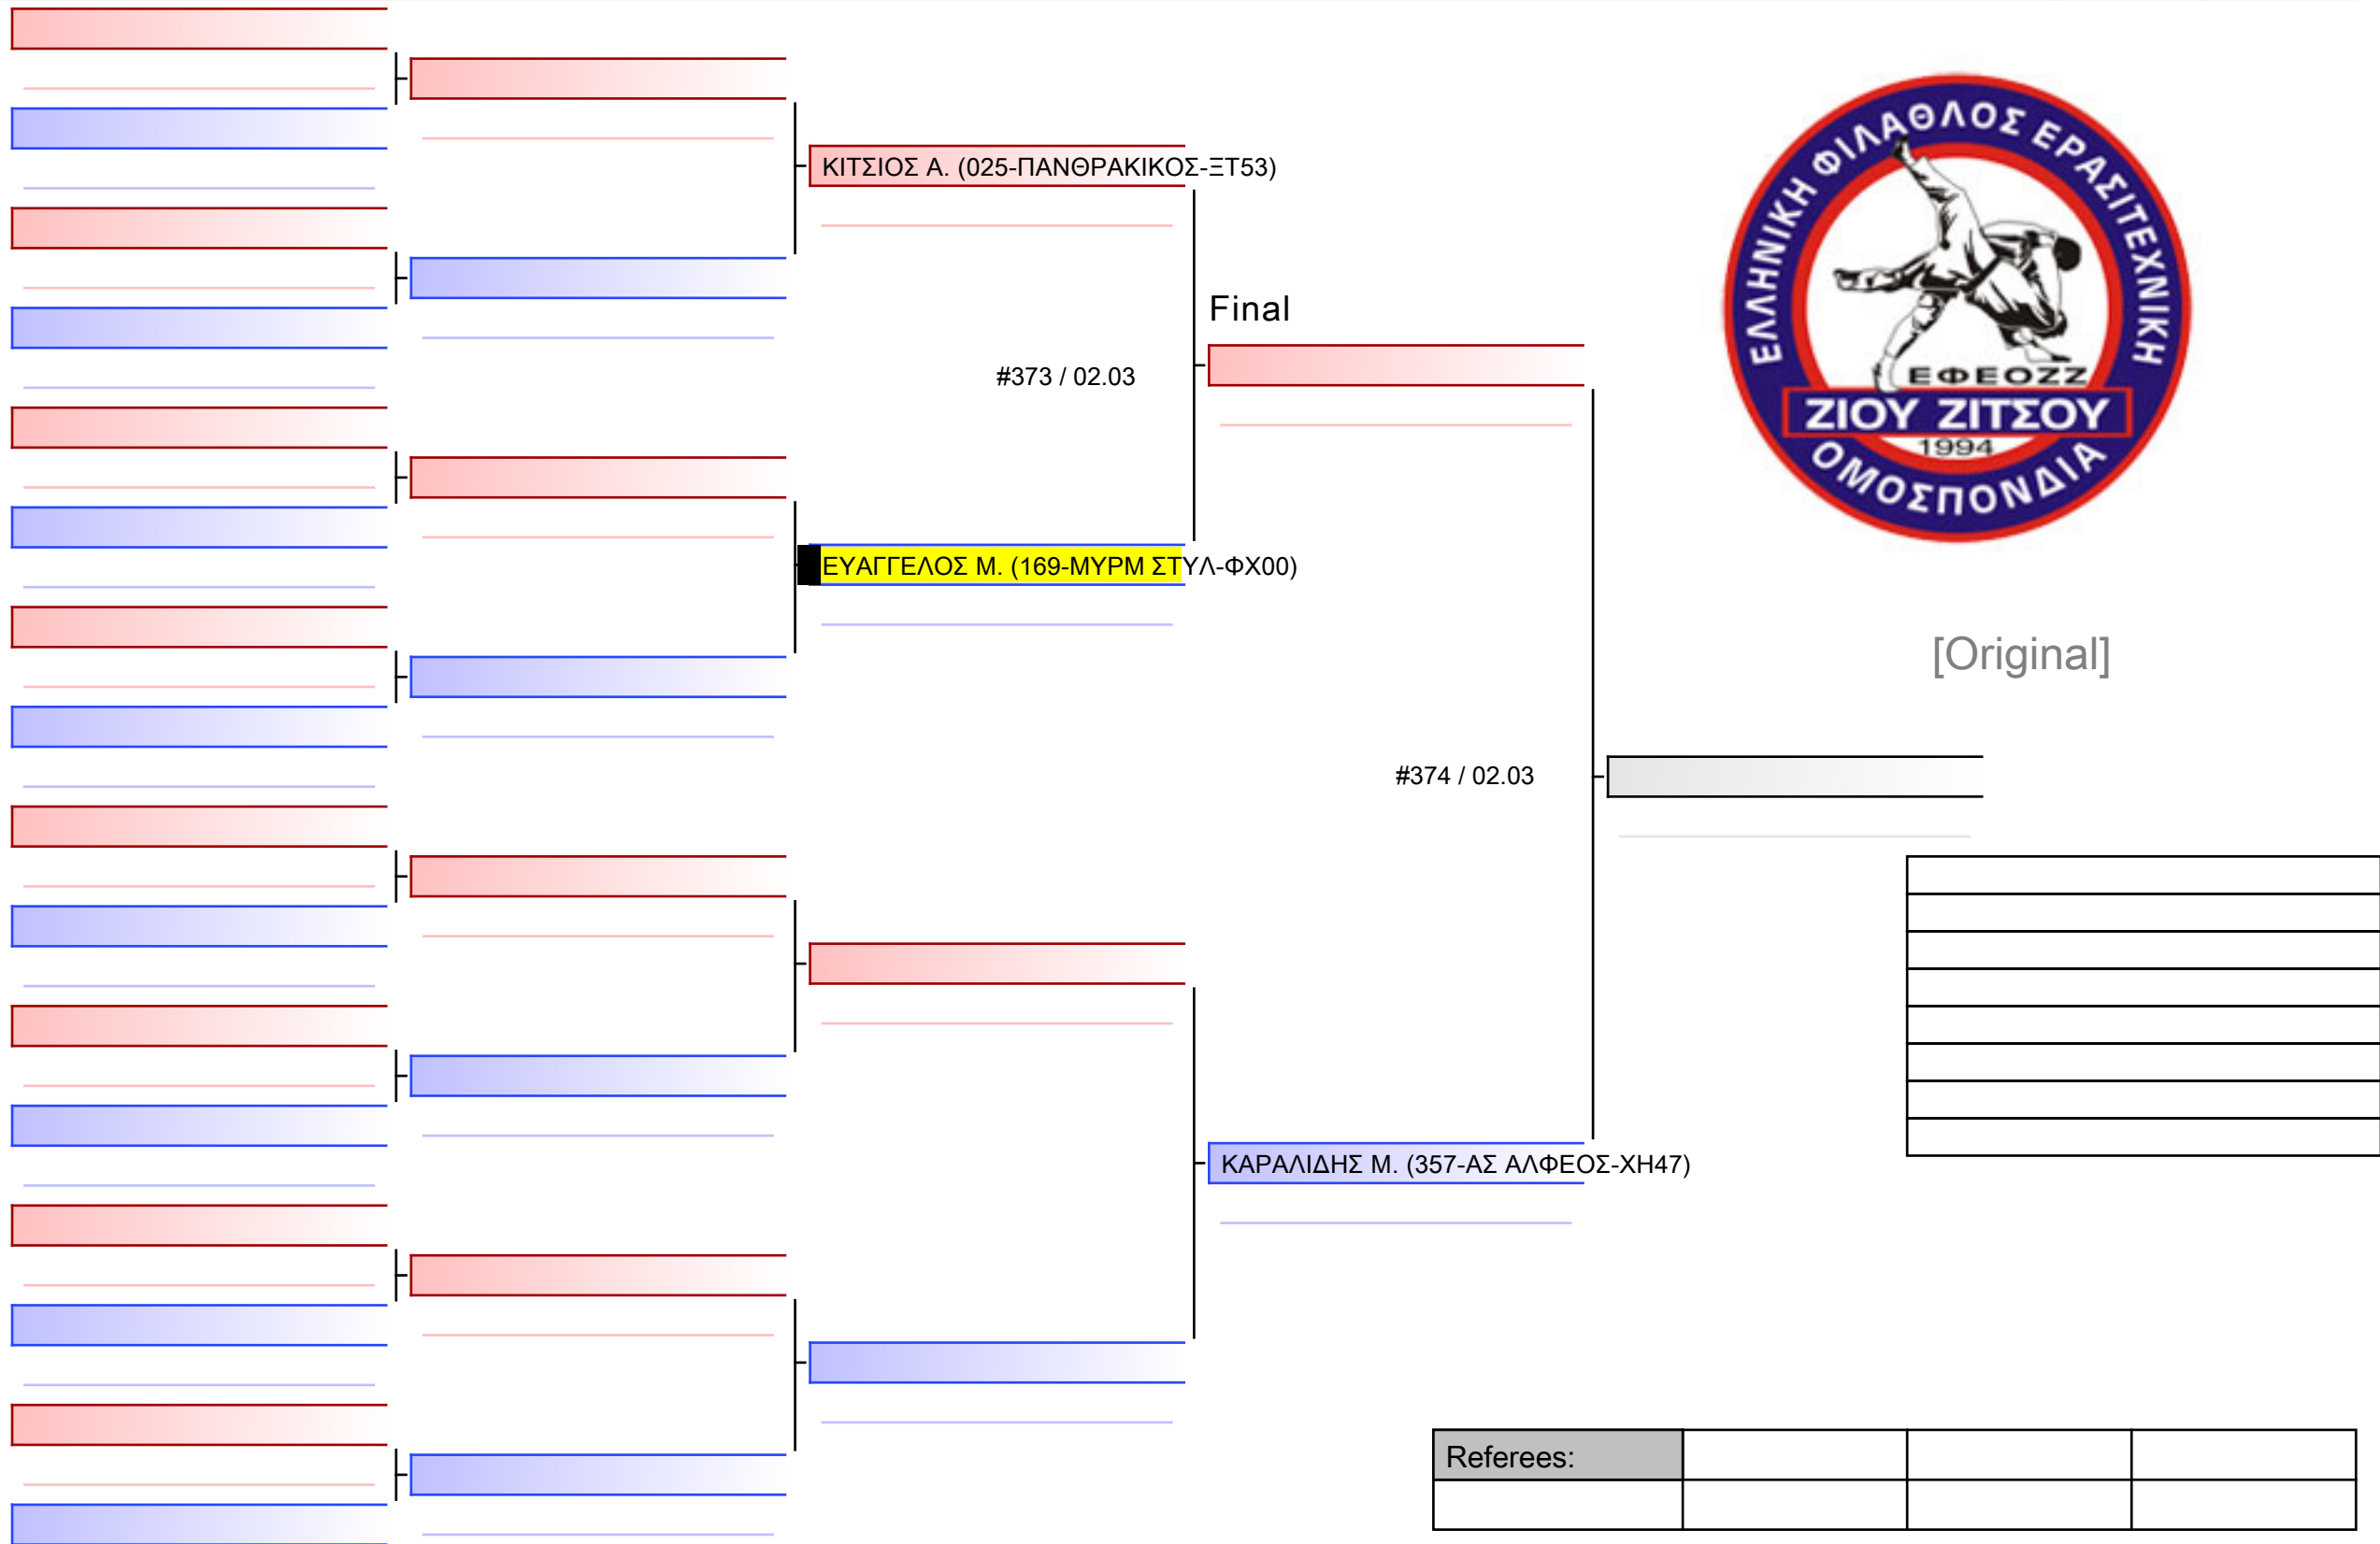 ΚΙΤΣΙΟΣ Α. (025-ΠΑΝΘΡΑΚΙΚΟΣ-ΞΤ53)
Final
#373 / 02.03
ΕΥΑΓΓΕΛΟΣ Μ. (169-ΜΥΡΜ ΣΤΥΛ-ΦΧ00)
ΕΛΛΗΝΙΚΗ ΦΙΛΑΘΛΟΣ ΕΡΑΣΙΤΕΧΝΙΚΗ
ΕΦΕΟΖΖ
ΖΙΟΥ ΖΙΤΣΟΥ
1994
ΟΜΟΣΠΟΝΔΙΑ
[Original]
#374 / 02.03
ΚΑΡΑΛΙΔΗΣ Μ. (357-ΑΣ ΑΛΦΕΟΣ-ΧΗ47)
Referees: